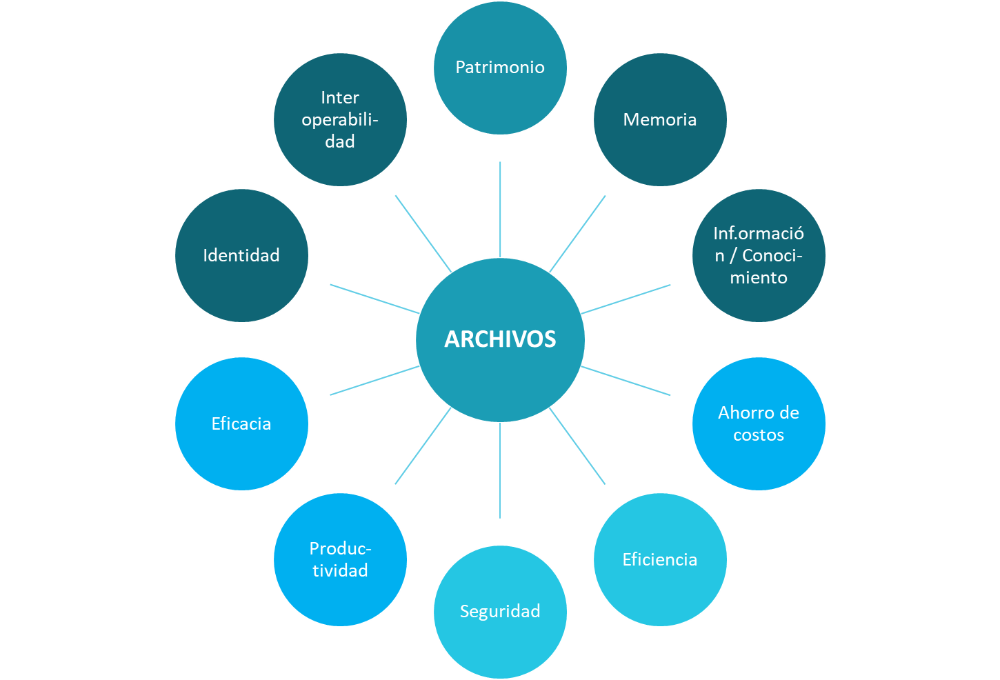 Patrimonio
Memoria
Inf.ormació
n / Conoci-
miento
Ahorro de
costos
Eficiencia
Seguridad
Produc-
tividad
Eficacia
Identidad
Inter
operabili-
dad
ARCHIVOS